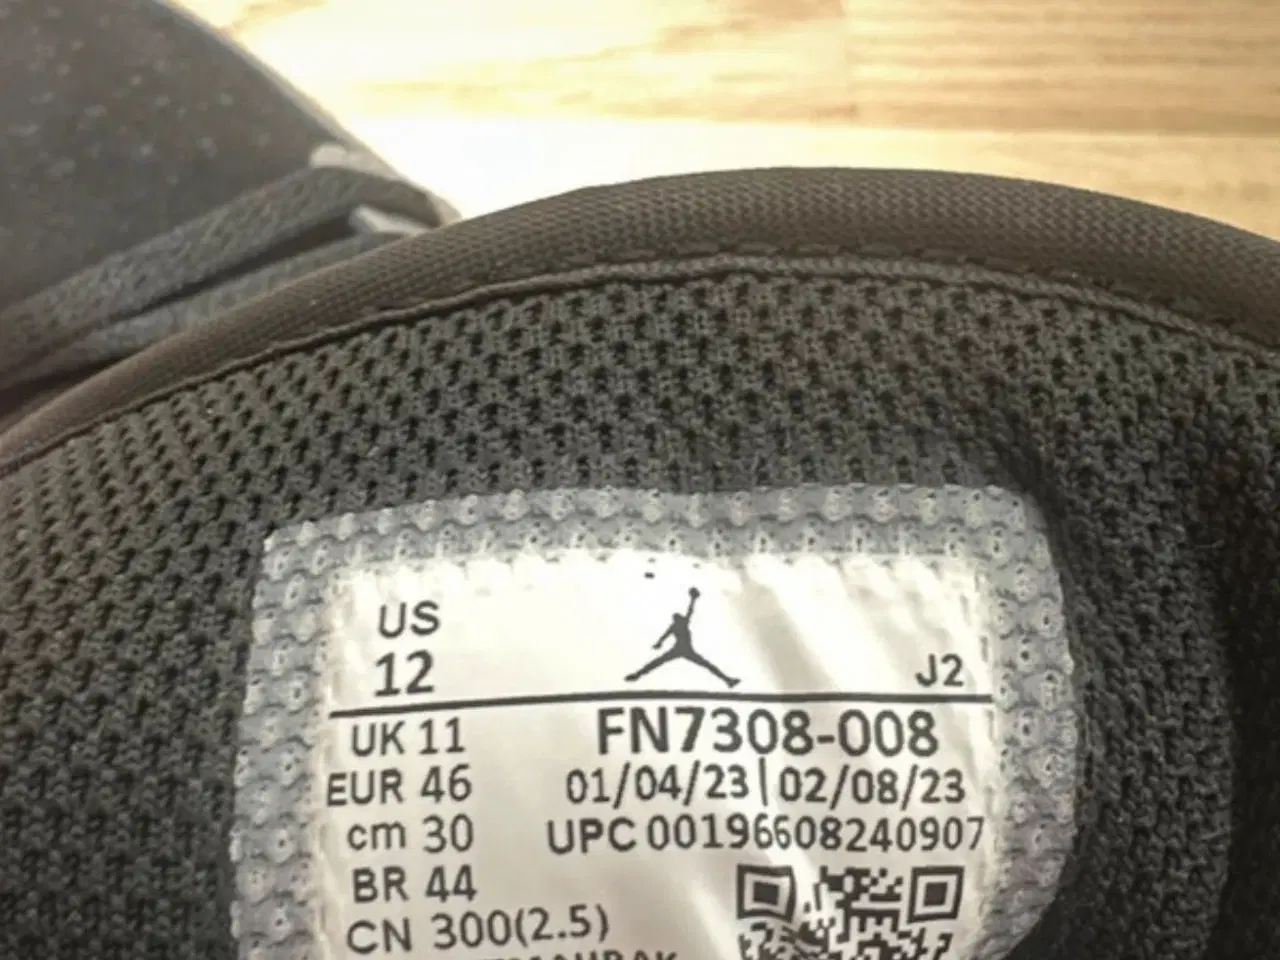 US
12
J2
UK 11
FN7308-008
EUR 46
01/04/23|02/08/23
cm 30
UPC 00196608240907
BR 44
CN 300(2.5)